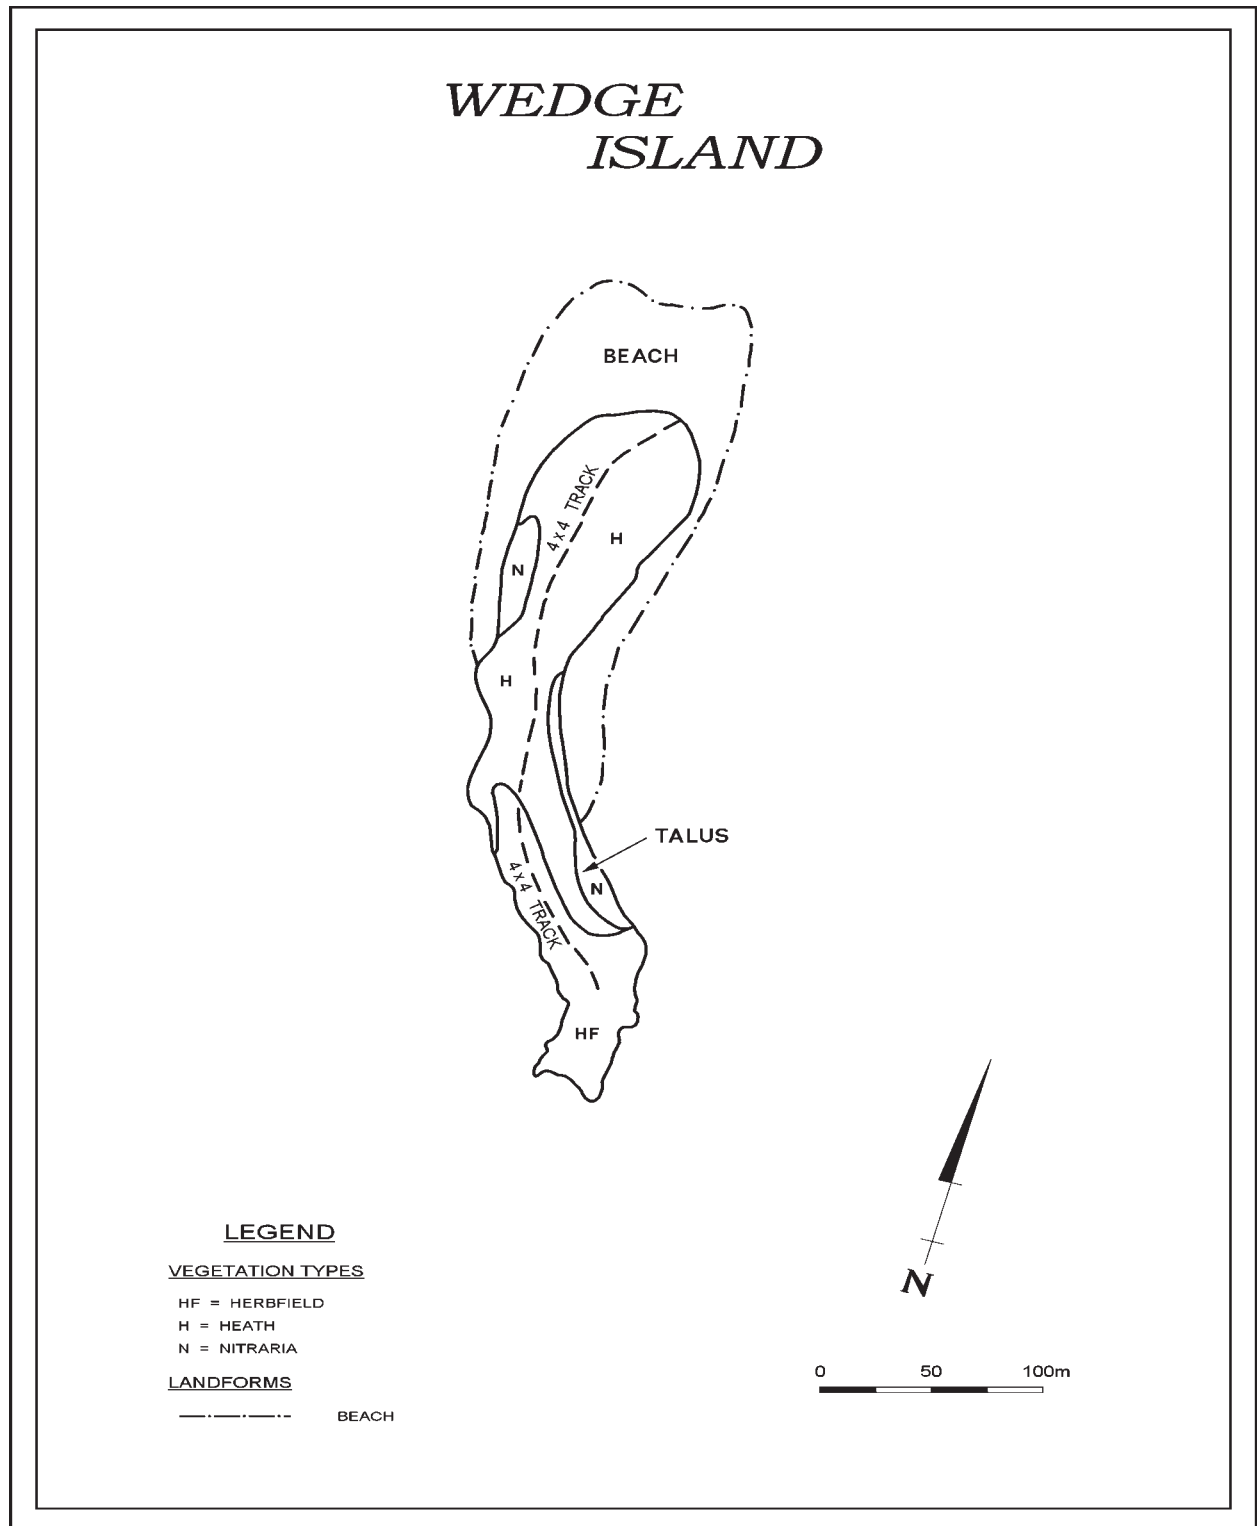 WEDGE
ISLAND
BEACH
4x4 TRACK
H
N
H
TALUS
4x4 TRACK
N
HF
LEGEND
VEGETATION TYPES
HF = HERBFIELD
H = HEATH
N = NITRARIA
LANDFORMS
BEACH
N
0 50 100m